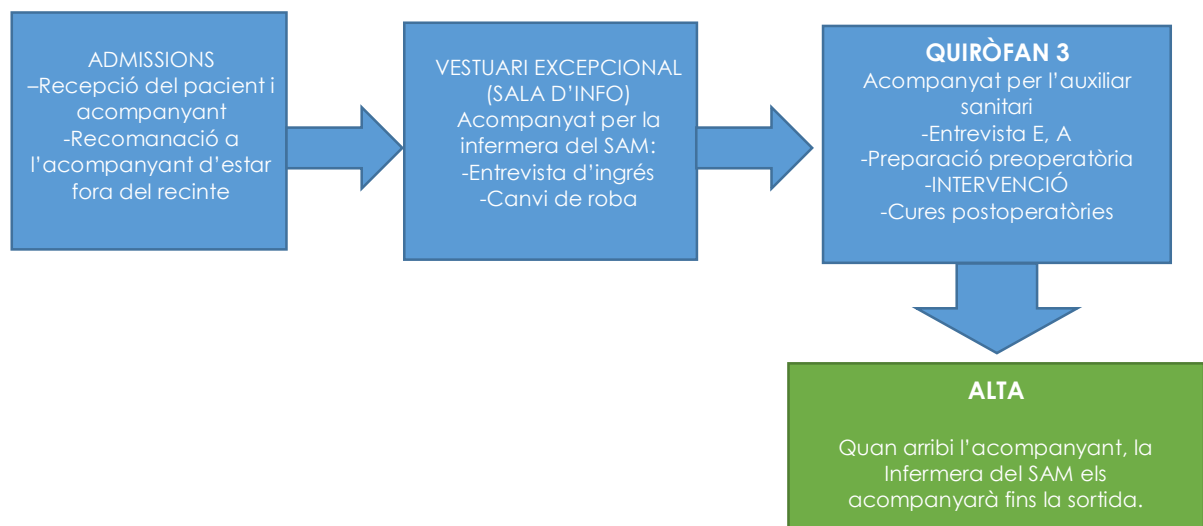 ADMISSIONS
–Recepció del pacient i
acompanyant
-Recomanació a
l’acompanyant d’estar
fora del recinte
VESTUARI EXCEPCIONAL
(SALA D’INFO)
Acompanyat per la
infermera del SAM:
-Entrevista d’ingrés
-Canvi de roba
QUIRÒFAN 3
Acompanyat per l’auxiliar
sanitari
-Entrevista E, A
-Preparació preoperatòria
-INTERVENCIÓ
-Cures postoperatòries
ALTA
Quan arribi l’acompanyant, la
Infermera del SAM els
acompanyarà fins la sortida.